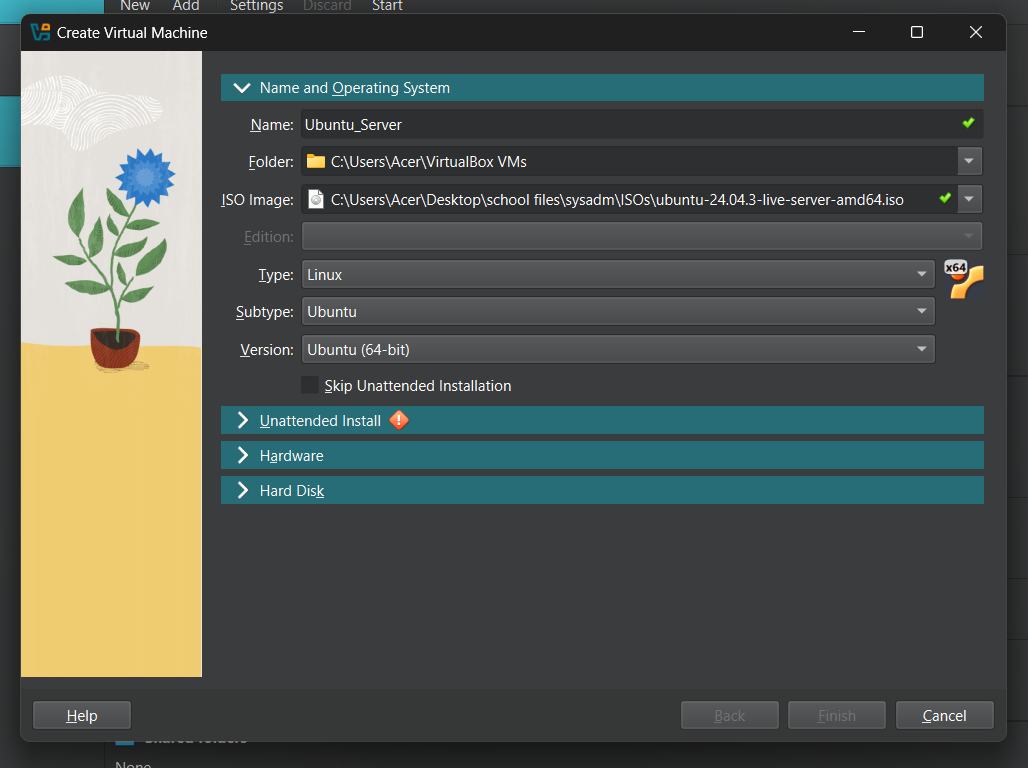 New Add Settings Discard Start
Create Virtual Machine
Name and Operating System
Name: Ubuntu_Server
Folder: C:\Users\Acer\VirtualBox VMs
ISO Image: C:\Users\Acer\Desktop\school files\sysadm\ISOs\ubuntu-24.04.3-live-server-amd64.iso
Edition:
Type: Linux
x64
Subtype: Ubuntu
Version: Ubuntu (64-bit)
Skip Unattended Installation
Unattended Install
Hardware
Hard Disk
Help Back Finish Cancel
Shared folders
None